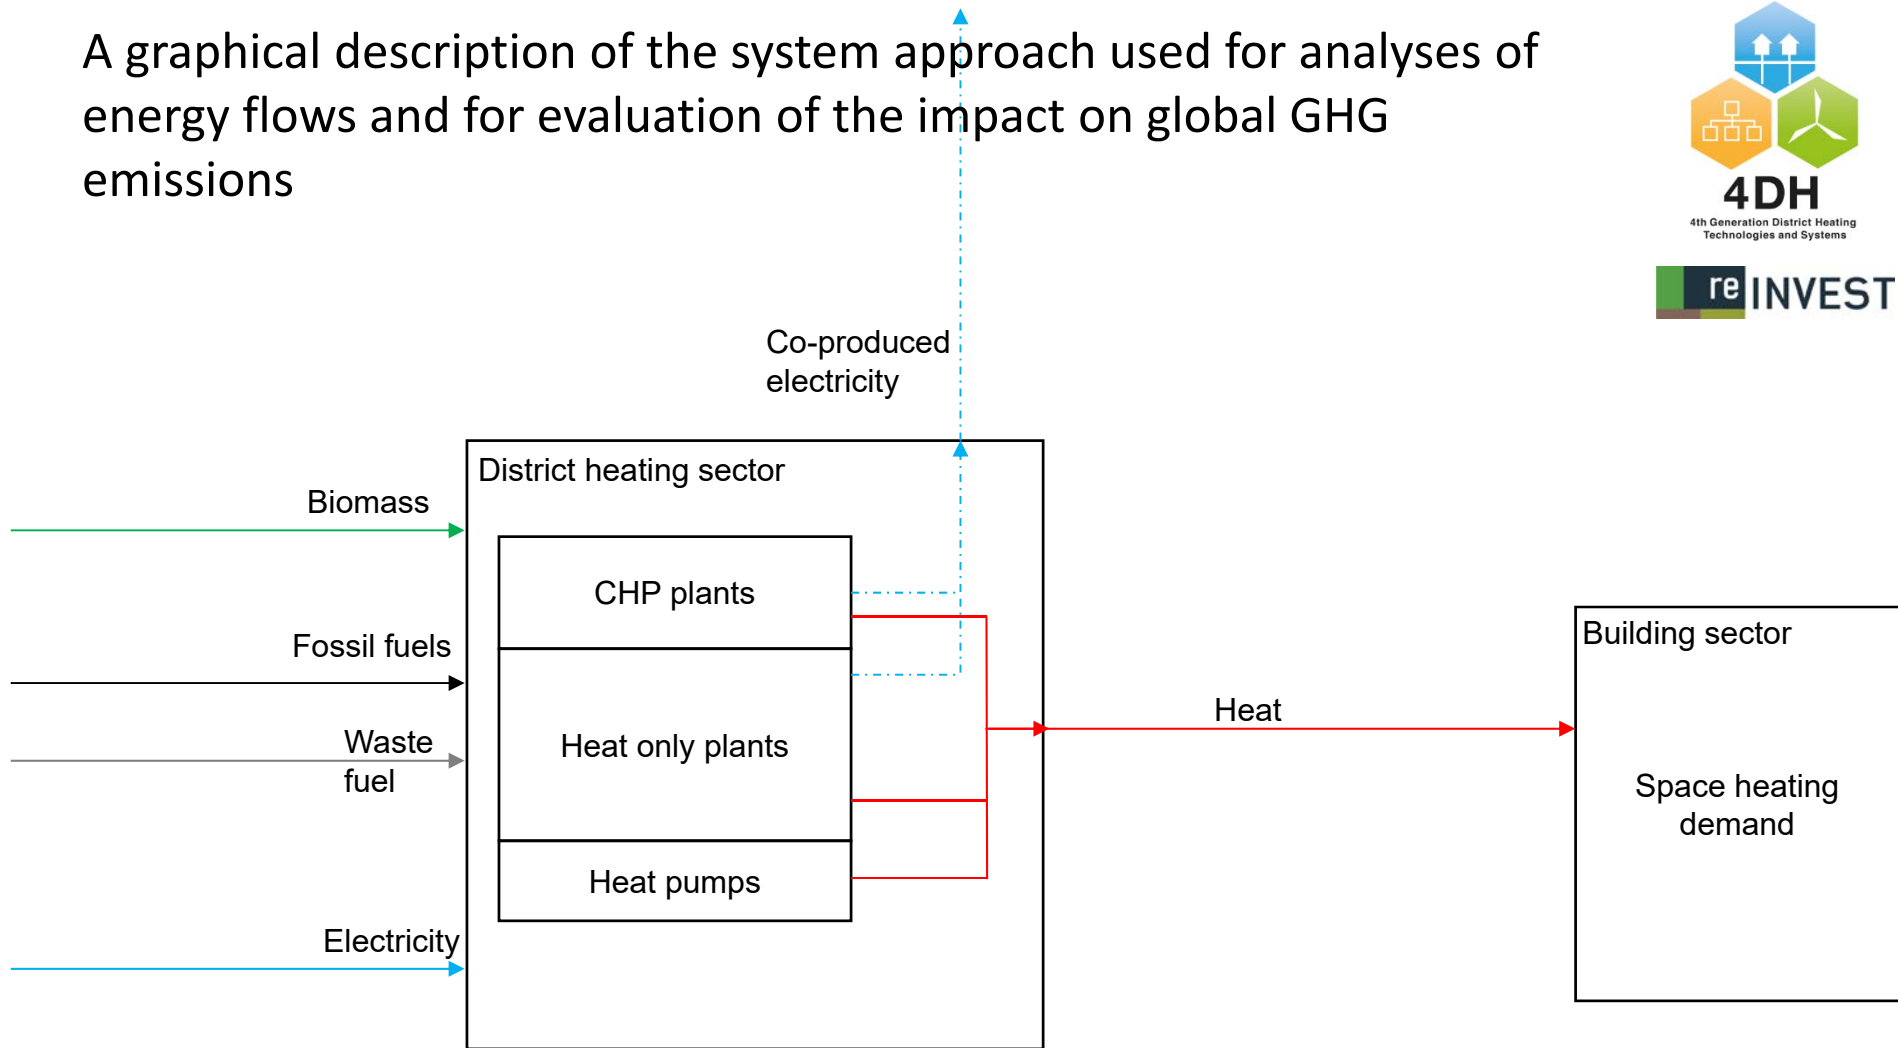 A graphical description of the system approach used for analyses of
energy flows and for evaluation of the impact on global GHG
emissions
4DH
4th Generation District Heating
Technologies and Systems
re INVEST
Co-produced
electricity
District heating sector
Biomass
CHP plants
Fossil fuels
Building sector
Heat
Waste
fuel
Heat only plants
Space heating
demand
Heat pumps
Electricity